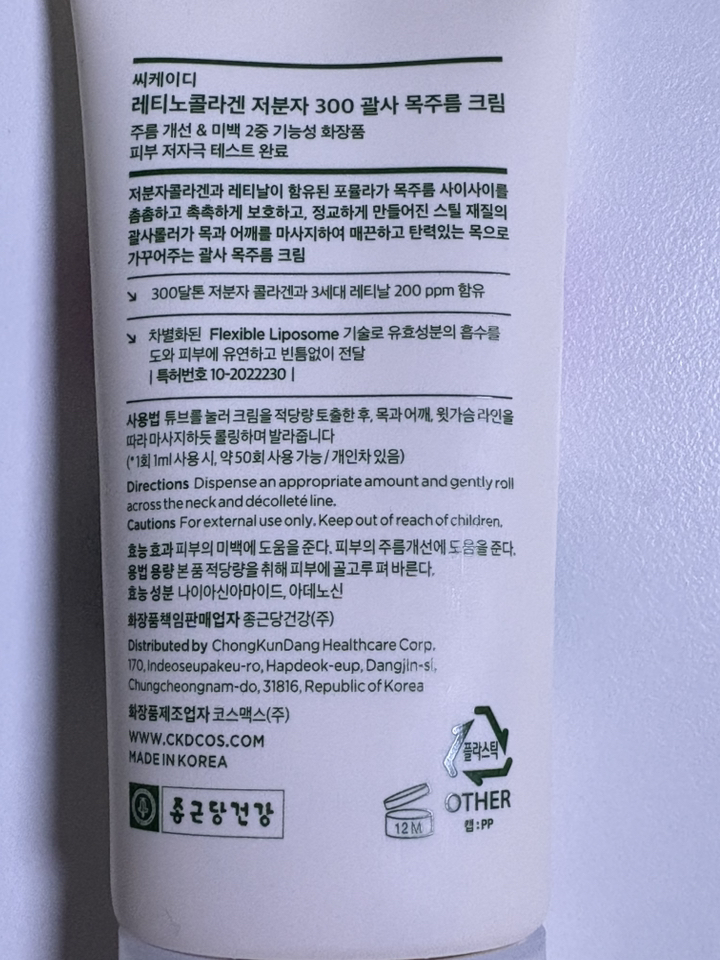 씨케이디
레티노콜라겐 저분자 300 괄사 목주름 크림
주름 개선 & 미백 2중 기능성 화장품
피부 저자극 테스트 완료
저분자콜라겐과 레티날이 함유된 포뮬라가 목주름 사이사이를
촘촘하고 촉촉하게 보호하고, 정교하게 만들어진 스틸 재질의
괄사롤러가 목과 어깨를 마사지하여 매끈하고 탄력있는 목으로
가꾸어주는 괄사 목주름 크림
↘ 300달톤 저분자 콜라겐과 3세대 레티날 200 ppm 함유
↘ 차별화된 Flexible Liposome 기술로 유효성분의 흡수를
도와 피부에 유연하고 빈틈없이 전달
| 특허번호 10-2022230 |
사용법 튜브를 눌러 크림을 적당량 토출한 후, 목과 어깨, 윗가슴 라인을
따라 마사지하듯 롤링하며 발라줍니다
(*1회 1ml 사용 시, 약 50회 사용 가능 / 개인차 있음)
Directions Dispense an appropriate amount and gently roll
across the neck and décolleté line.
Cautions For external use only. Keep out of reach of children.
효능 효과 피부의 미백에 도움을 준다. 피부의 주름개선에 도움을 준다.
용법 용량 본 품 적당량을 취해 피부에 골고루 펴 바른다.
효능 성분 나이아신아마이드, 아데노신
화장품책임판매업자 종근당건강(주)
Distributed by ChongKunDang Healthcare Corp.
170, Indeoseupakeu-ro, Hapdeok-eup, Dangjin-si,
Chungcheongnam-do, 31816, Republic of Korea
화장품제조업자 코스맥스(주)
WWW.CKDCOS.COM
MADE IN KOREA
종근당건강
12M
플라스틱
OTHER
캡 : PP